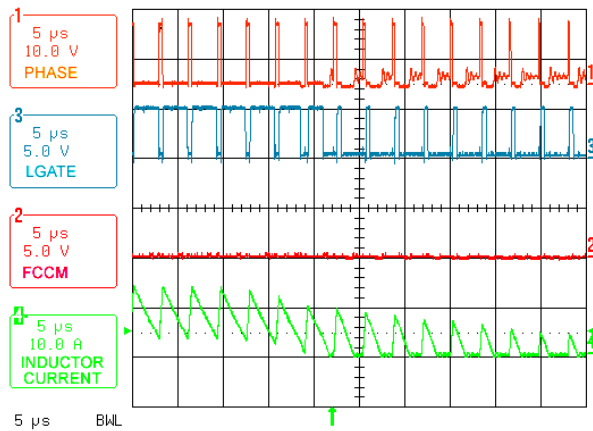 1
5 µs
10.0 V
PHASE
1
3
5 µs
5.0 V
LGATE
3
2
5 µs
5.0 V
FCCM
2
4
5 µs
10.0 A
INDUCTOR
CURRENT
4
5 µs
BWL